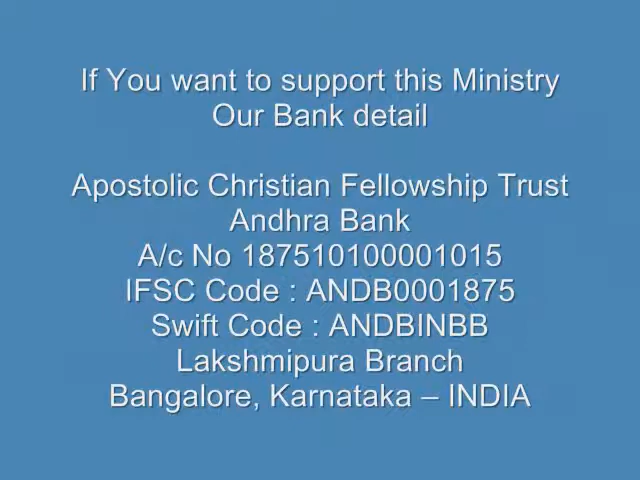 If You want to support this Ministry
Our Bank detail
Apostolic Christian Fellowship Trust
Andhra Bank
A/c No 187510100001015
IFSC Code : ANDB0001875
Swift Code : ANDBINBB
Lakshmipura Branch
Bangalore, Karnataka – INDIA